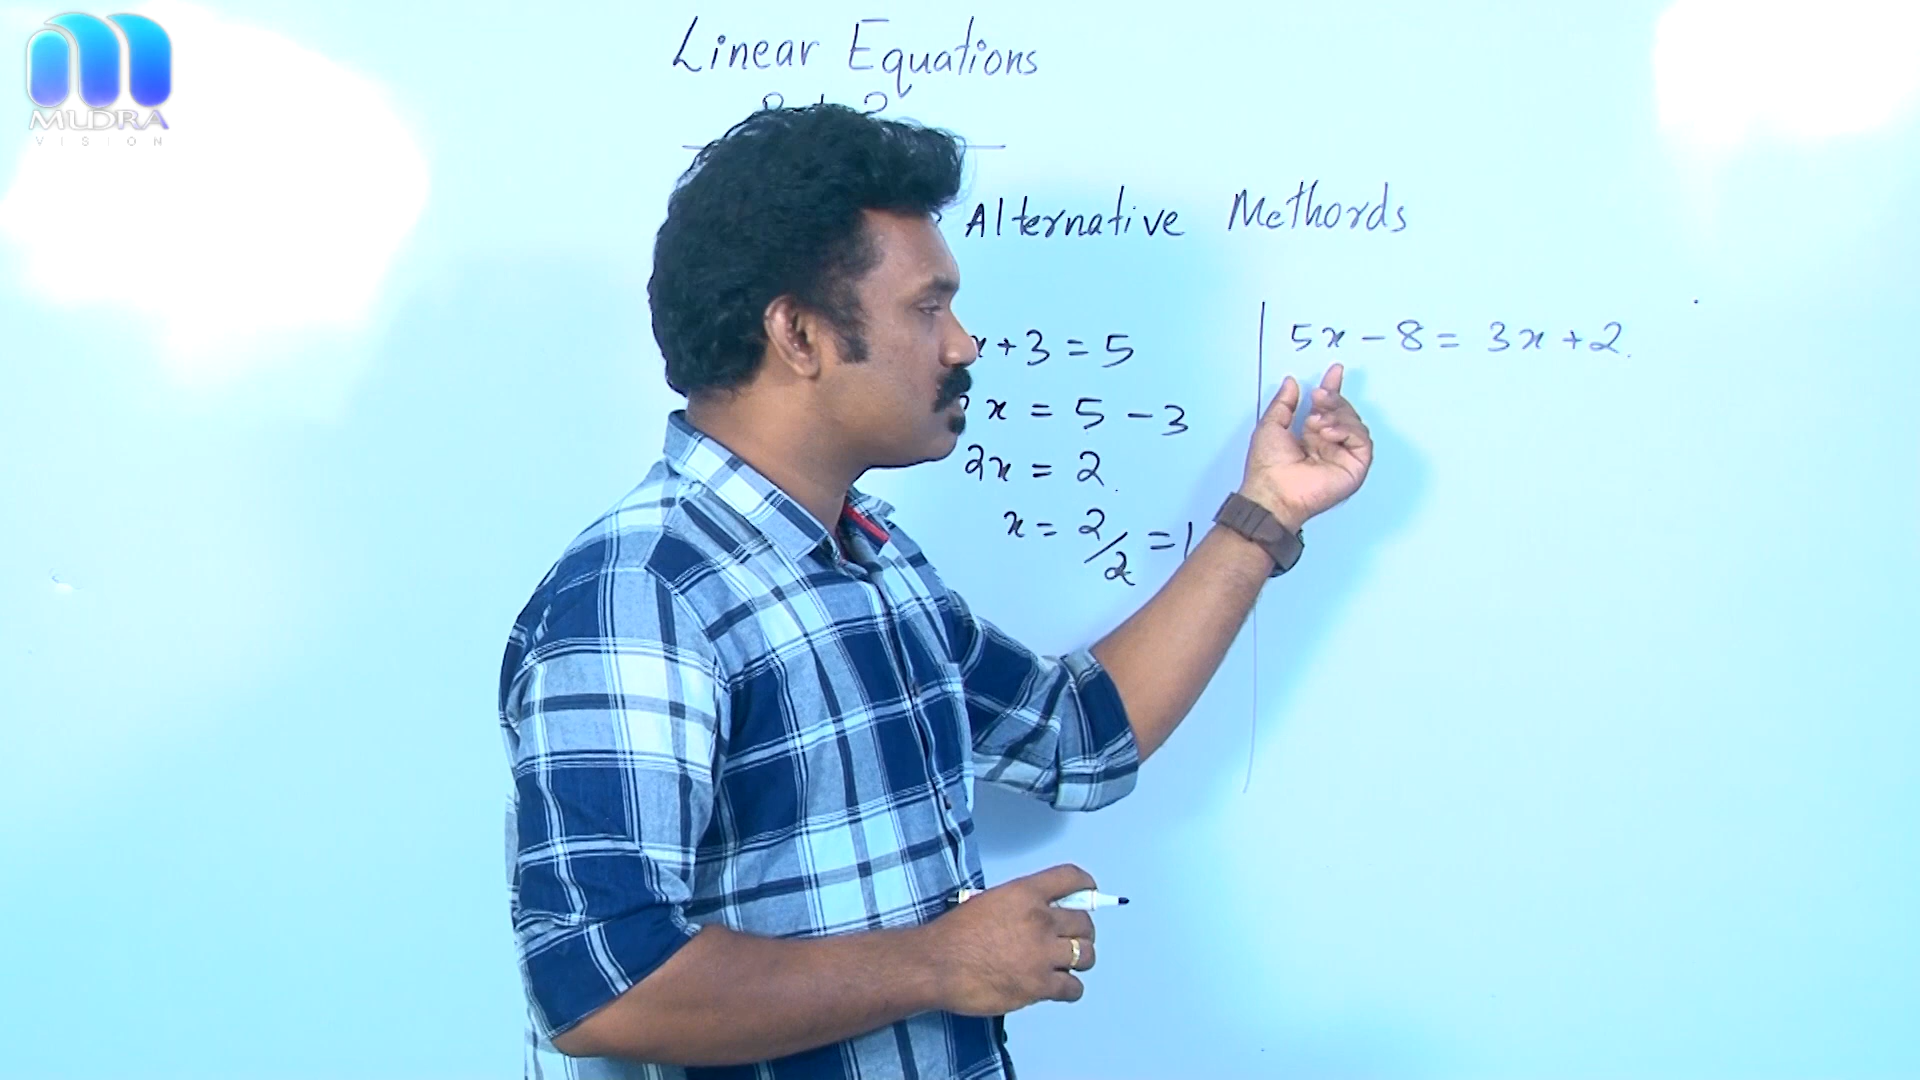 MUDRA
VISION
Linear Equations
Alternative Methords
x + 3 = 5
x = 5 - 3
2x = 2
x = 2/2 = 1
5x - 8 = 3x + 2